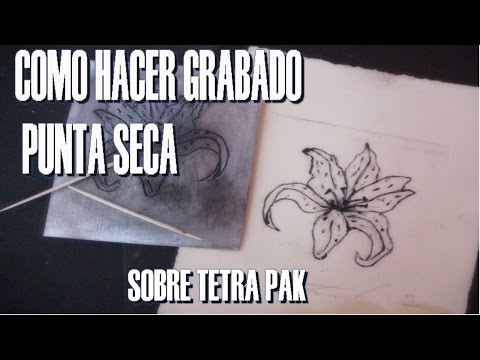 COMO HACER GRABADO
PUNTA SECA
SOBRE TETRA PAK